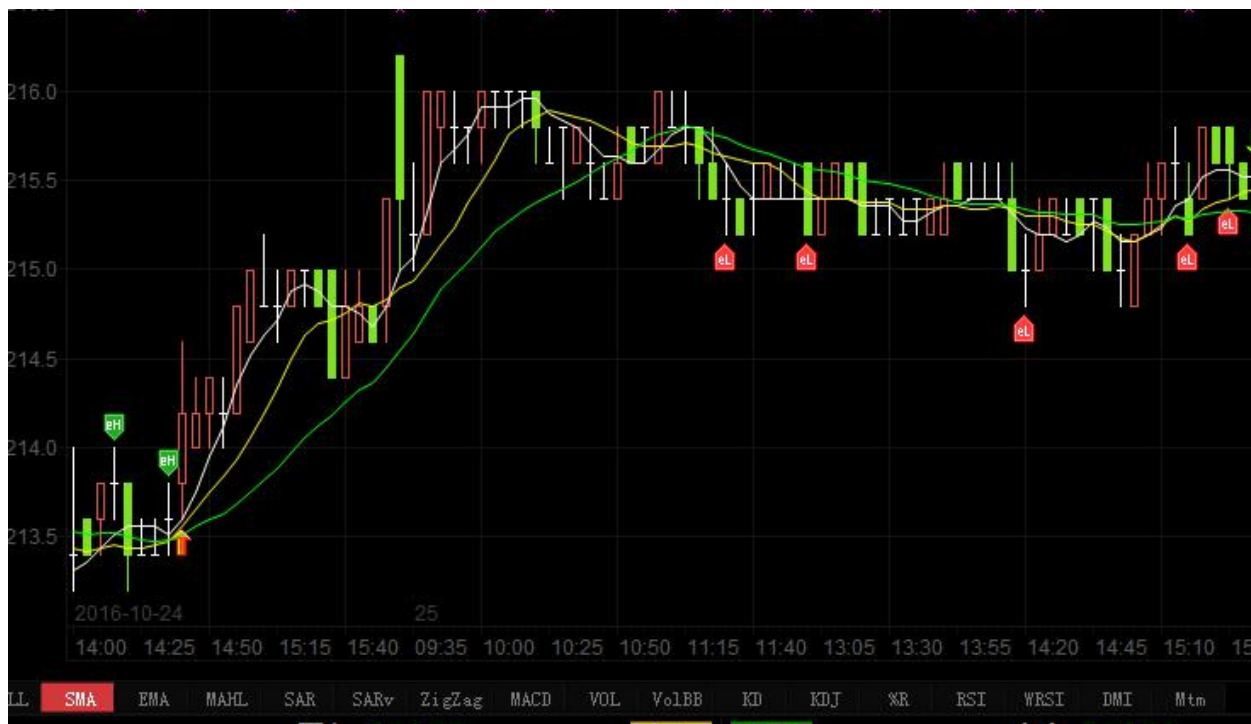 216.0
eL
215.5
eL
eL
eL
215.0
eL
214.5
eH
214.0
eH
213.5
2016-10-24 25
14:00 14:25 14:50 15:15 15:40 09:35 10:00 10:25 10:50 11:15 11:40 13:05 13:30 13:55 14:20 14:45 15:10
SMA EMA MAHL SAR SARv ZigZag MACD VOL VolBB KD KDJ %R RSI WRSI DMI Mtm